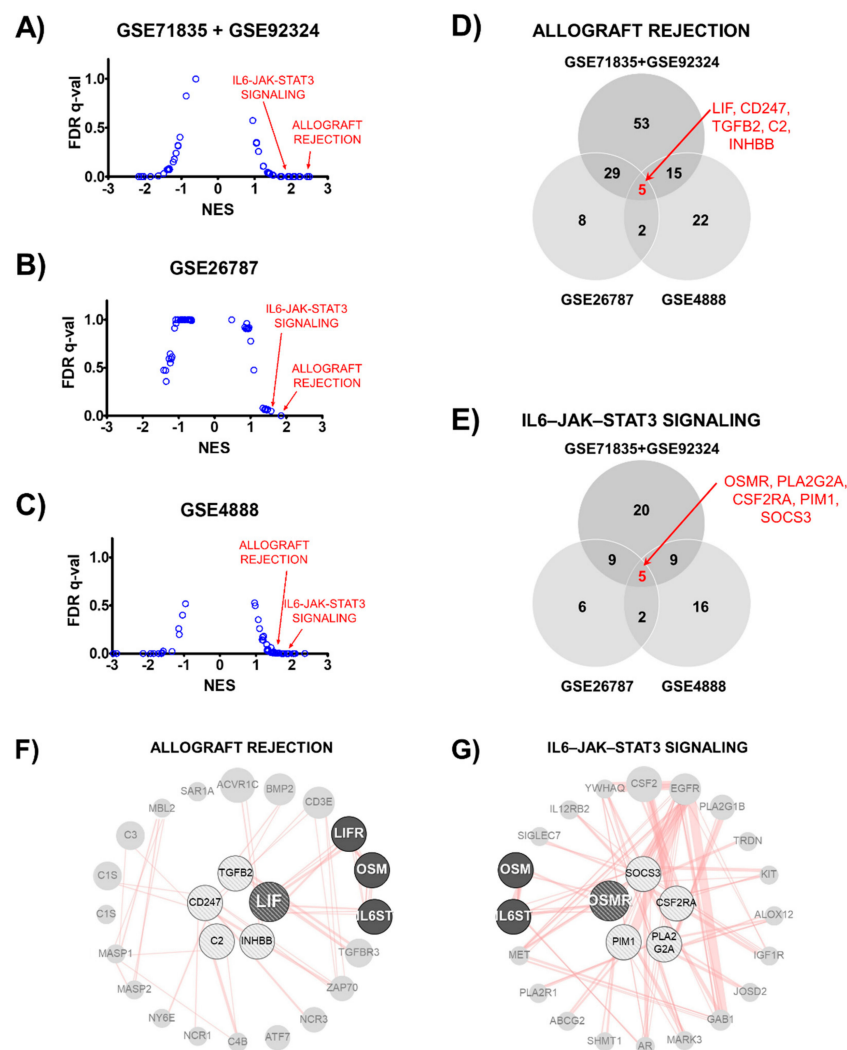 A)
GSE71835 + GSE92324
FDR q-val
1.0
0.5
0.0
-3 -2 -1 0 1 2 3
NES
IL6-JAK-STAT3
SIGNALING
ALLOGRAFT
REJECTION
B)
GSE26787
FDR q-val
1.0
0.5
0.0
-3 -2 -1 0 1 2 3
NES
IL6-JAK-STAT3
SIGNALING
ALLOGRAFT
REJECTION
C)
GSE4888
FDR q-val
1.0
0.5
0.0
-3 -2 -1 0 1 2 3
NES
ALLOGRAFT
REJECTION
IL6-JAK-STAT3
SIGNALING
D)
ALLOGRAFT REJECTION
GSE71835+GSE92324
LIF, CD247,
TGFB2, C2,
INHBB
53
29
15
5
8
2
22
GSE26787
GSE4888
E)
IL6–JAK–STAT3 SIGNALING
GSE71835+GSE92324
OSMR, PLA2G2A,
CSF2RA, PIM1,
SOCS3
20
9
9
5
6
2
16
GSE26787
GSE4888
F)
ALLOGRAFT REJECTION
ACVR1C
SAR1A
BMP2
MBL2
CD3E
C3
LIFR
TGFB2
OSM
C1S
CD247
LIF
IL6ST
C1S
C2
INHBB
MASP1
TGFBR3
MASP2
ZAP70
NY6E
NCR3
NCR1
C4B
ATF7
G)
IL6–JAK–STAT3 SIGNALING
YWHAQ
CSF2
EGFR
IL12RB2
PLA2G1B
SIGLEC7
TRDN
OSM
SOCS3
KIT
IL6ST
OSMR
CSF2RA
ALOX12
PIM1
PLA2
G2A
MET
IGF1R
PLA2R1
JOSD2
ABCG2
GAB1
SHMT1
AR
MARK3